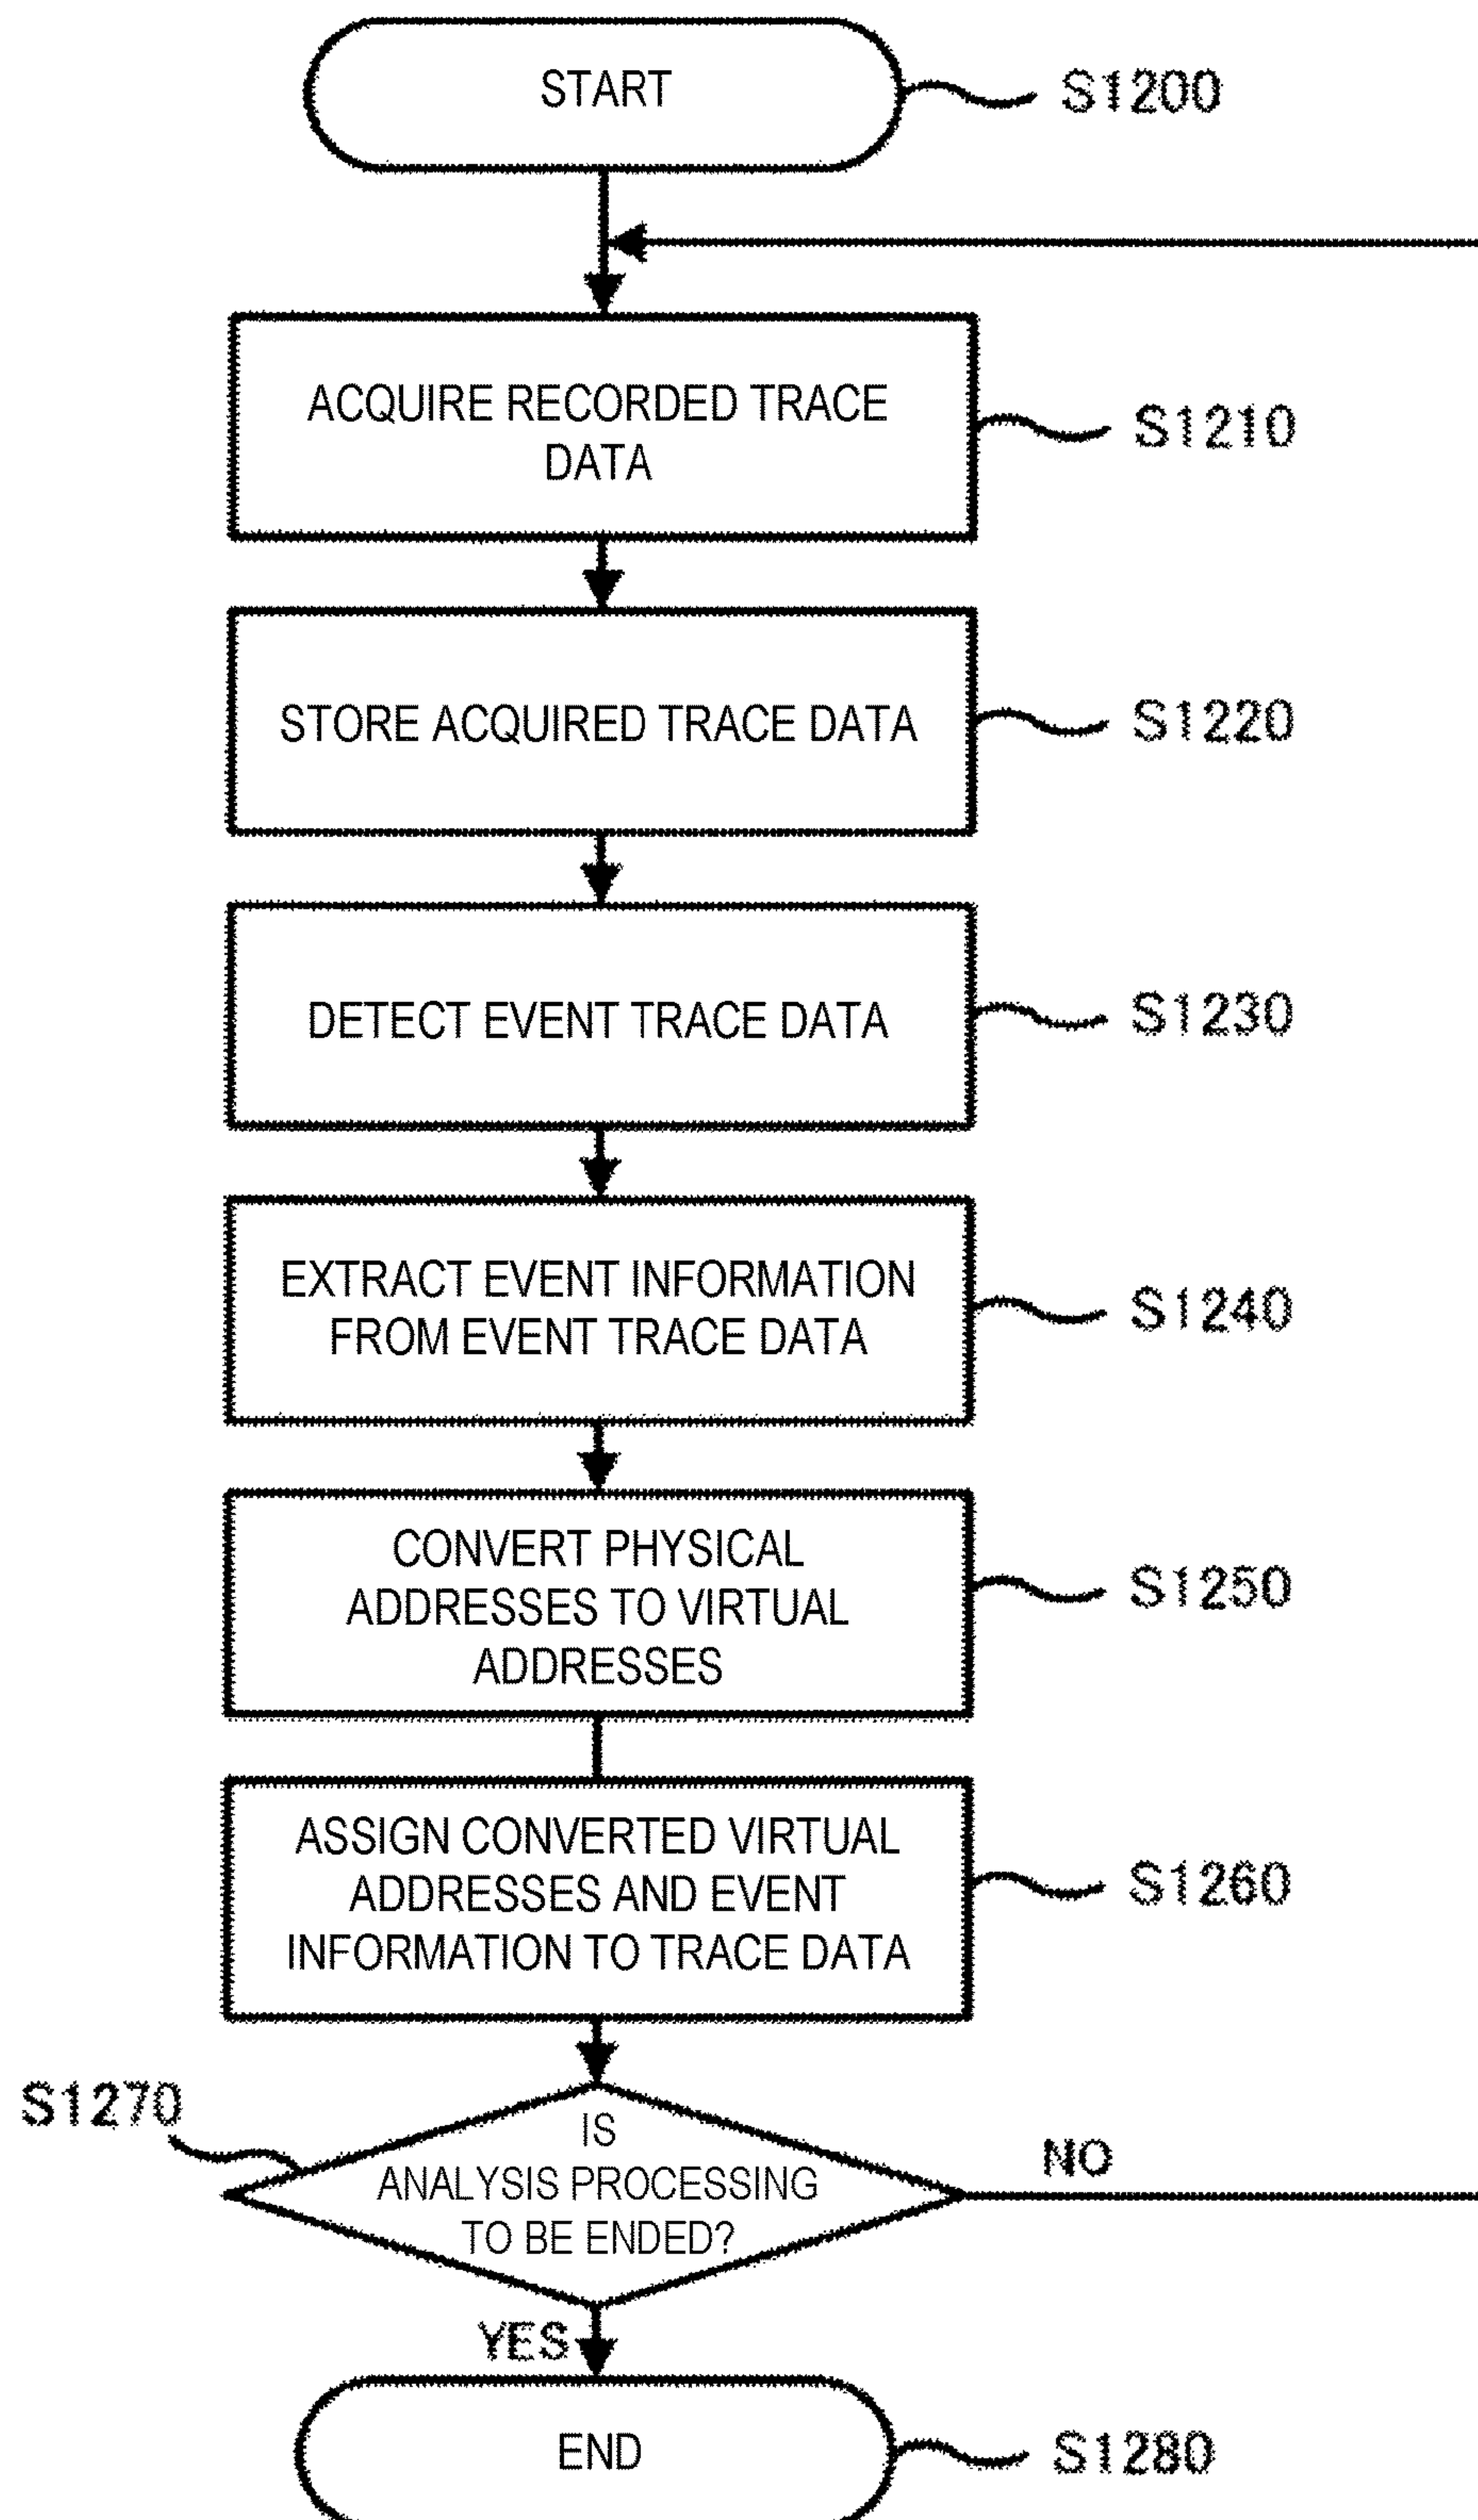 START
S1200
ACQUIRE RECORDED TRACE
DATA
S1210
STORE ACQUIRED TRACE DATA
S1220
DETECT EVENT TRACE DATA
S1230
EXTRACT EVENT INFORMATION
FROM EVENT TRACE DATA
S1240
CONVERT PHYSICAL
ADDRESSES TO VIRTUAL
ADDRESSES
S1250
ASSIGN CONVERTED VIRTUAL
ADDRESSES AND EVENT
INFORMATION TO TRACE DATA
S1260
S1270
IS
ANALYSIS PROCESSING
TO BE ENDED?
NO
YES
END
S1280